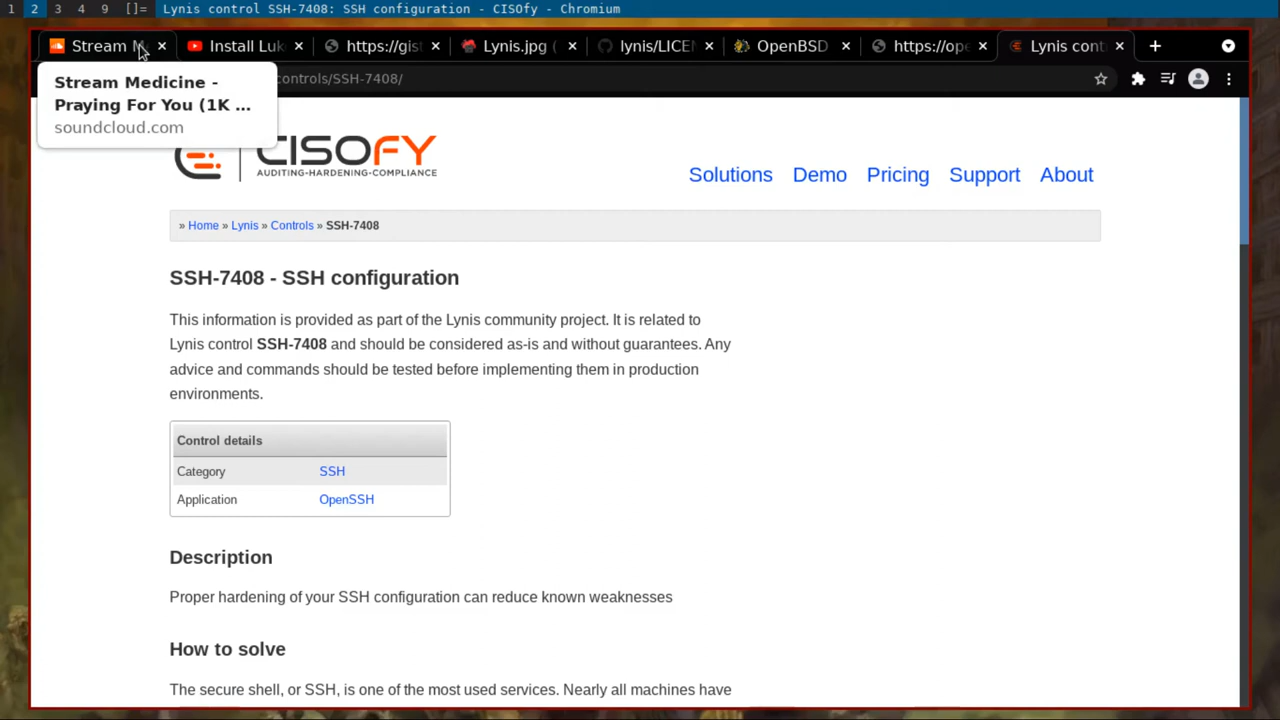 1 2 3 4 9 []= Lynis control SSH-7408: SSH configuration - CISOfy - Chromium
Stream M Install Luk https://gist Lynis.jpg ( lynis/LICEN OpenBSD https://ope Lynis cont
controls/SSH-7408/
Stream Medicine -
Praying For You (1K ...
soundcloud.com
CISOFY
AUDITING-HARDENING-COMPLIANCE
Solutions Demo Pricing Support About
» Home » Lynis » Controls » SSH-7408
SSH-7408 - SSH configuration
This information is provided as part of the Lynis community project. It is related to
Lynis control SSH-7408 and should be considered as-is and without guarantees. Any
advice and commands should be tested before implementing them in production
environments.
Control details
Category SSH
Application OpenSSH
Description
Proper hardening of your SSH configuration can reduce known weaknesses
How to solve
The secure shell, or SSH, is one of the most used services. Nearly all machines have